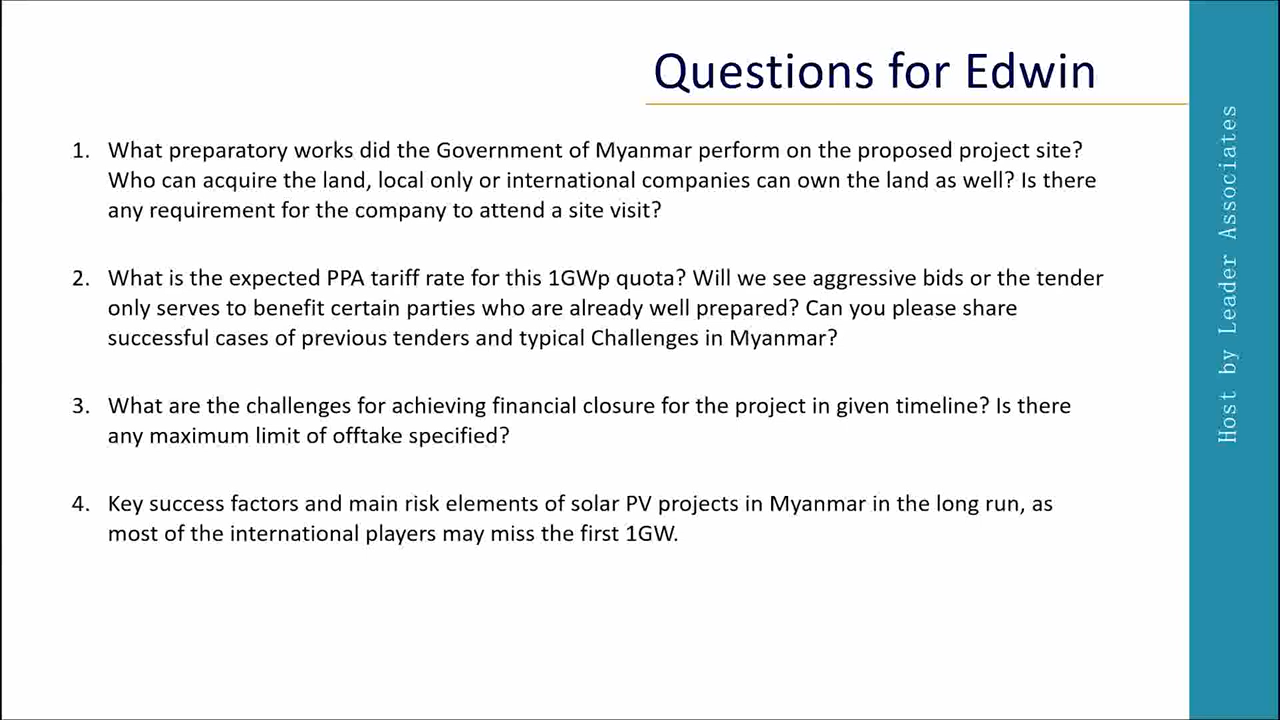 Questions for Edwin
1. What preparatory works did the Government of Myanmar perform on the proposed project site?
Who can acquire the land, local only or international companies can own the land as well? Is there
any requirement for the company to attend a site visit?
2. What is the expected PPA tariff rate for this 1GWp quota? Will we see aggressive bids or the tender
only serves to benefit certain parties who are already well prepared? Can you please share
successful cases of previous tenders and typical Challenges in Myanmar?
3. What are the challenges for achieving financial closure for the project in given timeline? Is there
any maximum limit of offtake specified?
4. Key success factors and main risk elements of solar PV projects in Myanmar in the long run, as
most of the international players may miss the first 1GW.
Host by Leader Associates